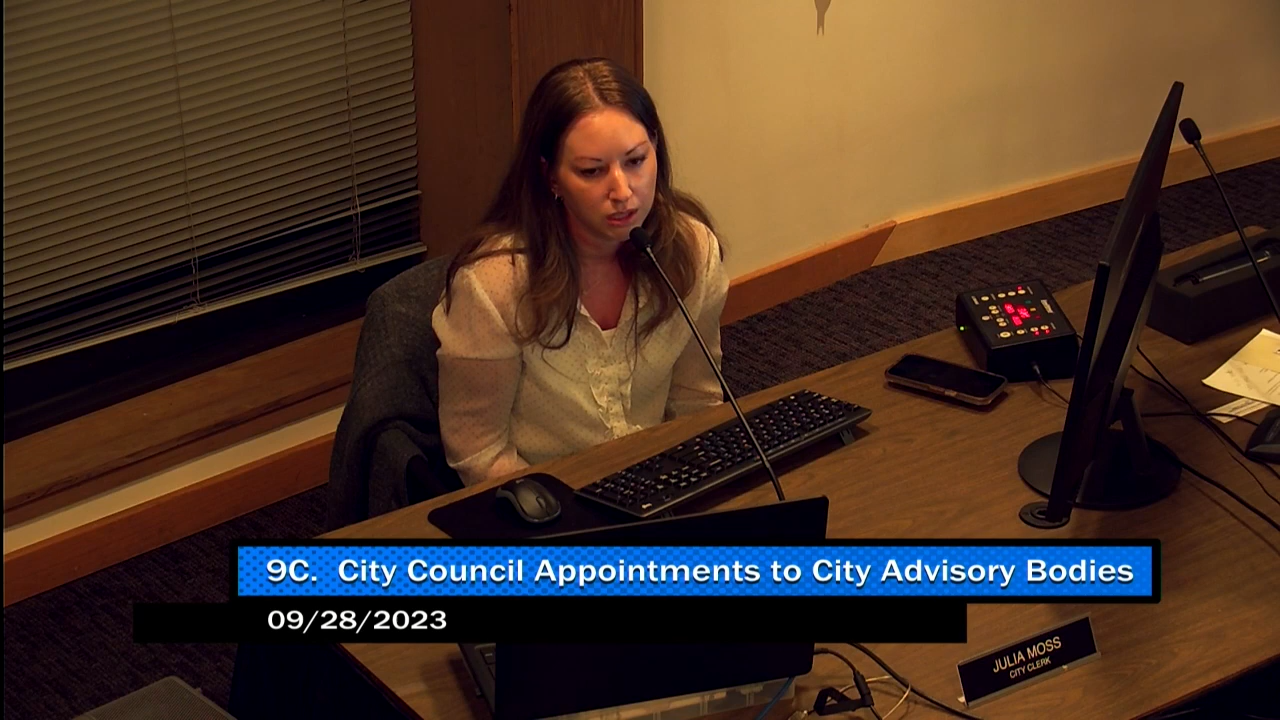 9C. City Council Appointments to City Advisory Bodies
09/28/2023
JULIA MOSS
CITY CLERK